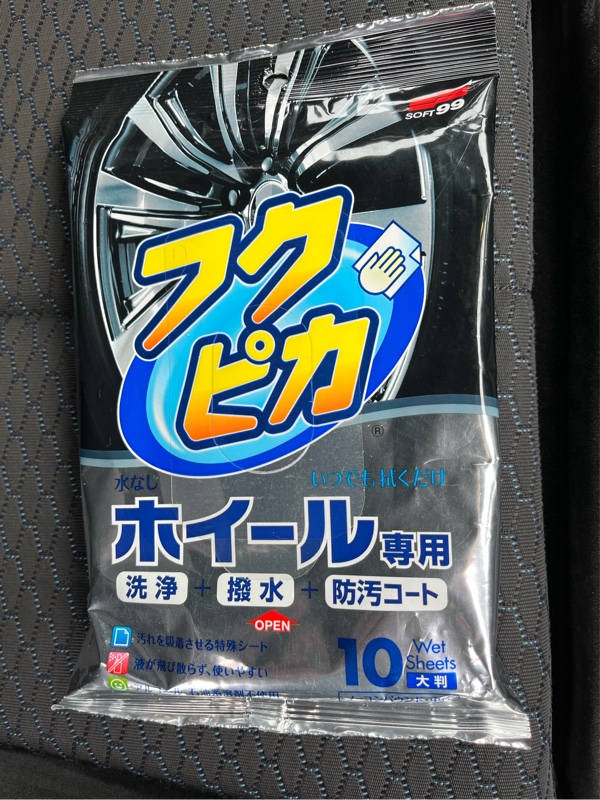 SOFT99
フク
ピカ
®
水なし いつでも拭くだけ
ホイール専用
洗浄 + 撥水 + 防汚コート
OPEN
汚れを吸着させる特殊シート
液が飛び散らず、使いやすい
10 Wet Sheets 大判